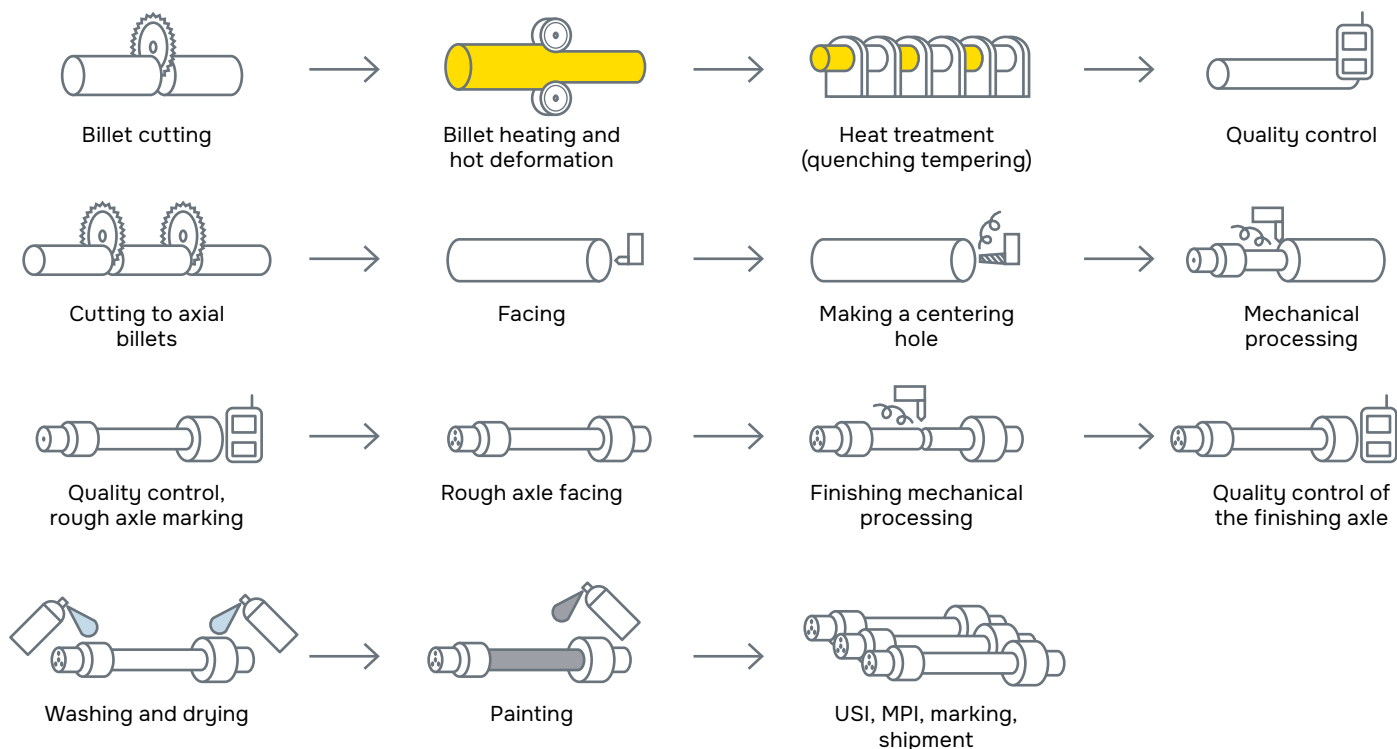 Billet cutting
Billet heating and
hot deformation
Heat treatment
(quenching tempering)
Quality control
Cutting to axial
billets
Facing
Making a centering
hole
Mechanical
processing
Quality control,
rough axle marking
Rough axle facing
Finishing mechanical
processing
Quality control of
the finishing axle
Washing and drying
Painting
USI, MPI, marking,
shipment